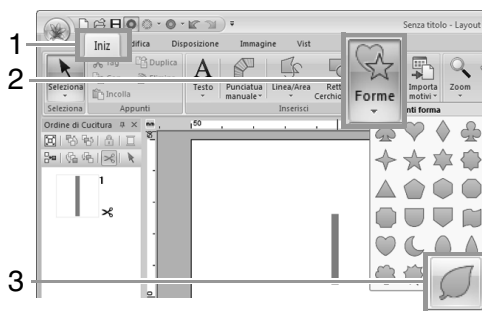 Senza titolo - Layout
1
Iniz
difica
Disposizione
Immagine
Vist
2
Seleziona
Tag
Duplica
Incolla
Seleziona
Appunti
Testo
Punciatua
manuale
Linea/Area
Rett
Cerchio
Inserisci
Forme
Importa
motivi
Zoom
nti forma
Ordine di Cucitura
50
1
3